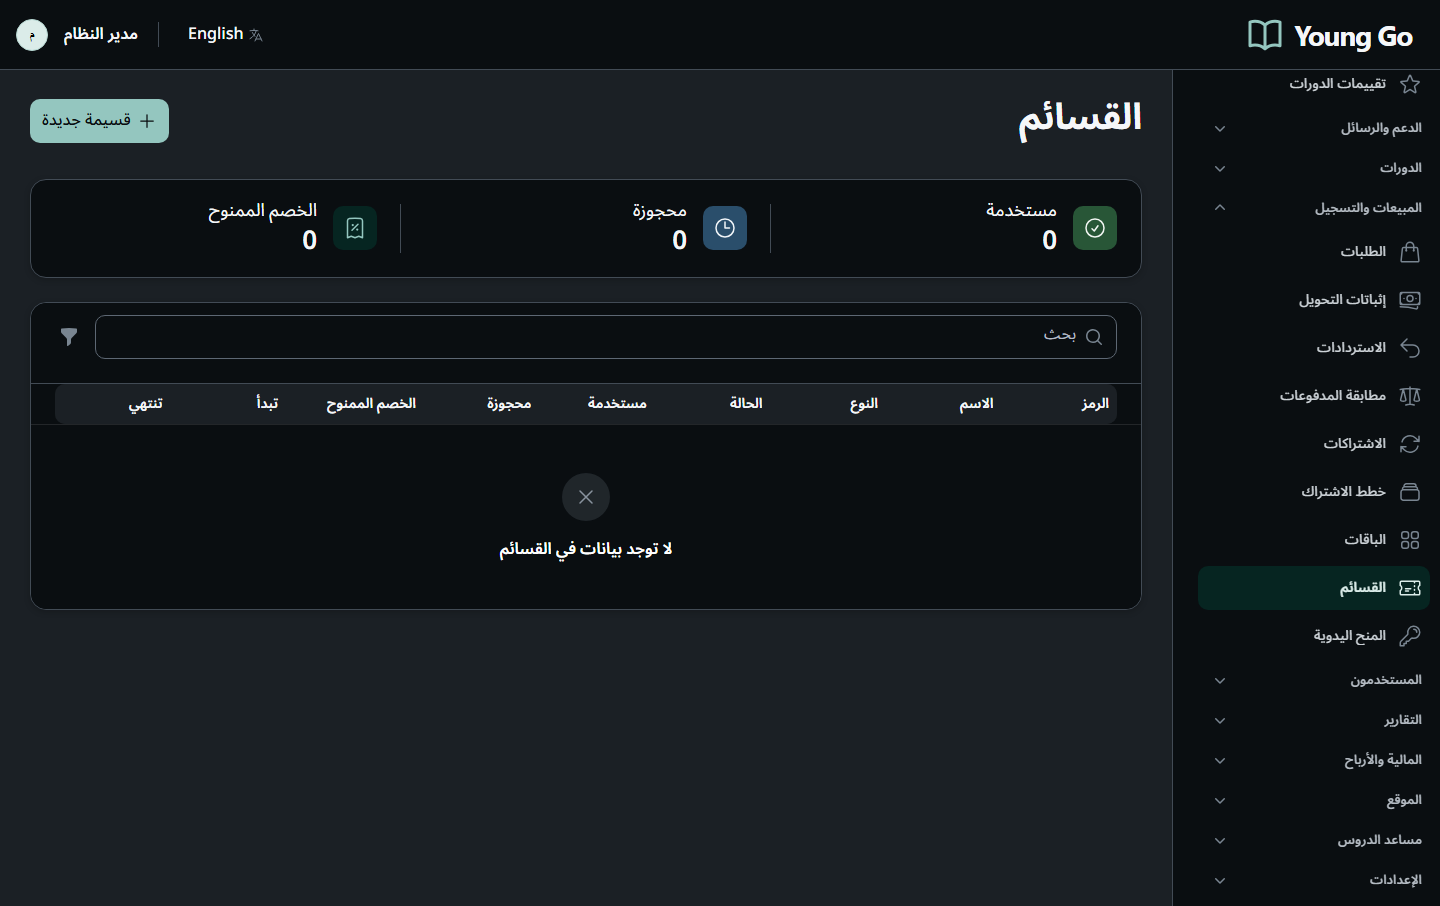 Young Go
English
مدير النظام
م
تقييمات الدورات
الدعم والرسائل
الدورات
المبيعات والتسجيل
الطلبات
إثباتات التحويل
الاستردادات
مطابقة المدفوعات
الاشتراكات
خطط الاشتراك
الباقات
القسائم
المنح اليدوية
المستخدمون
التقارير
المالية والأرباح
الموقع
مساعد الدروس
الإعدادات
القسائم
قسيمة جديدة
مستخدمة
0
محجوزة
0
الخصم الممنوح
0
بحث
الرمز الاسم النوع الحالة مستخدمة محجوزة الخصم الممنوح تبدأ تنتهي
لا توجد بيانات في القسائم